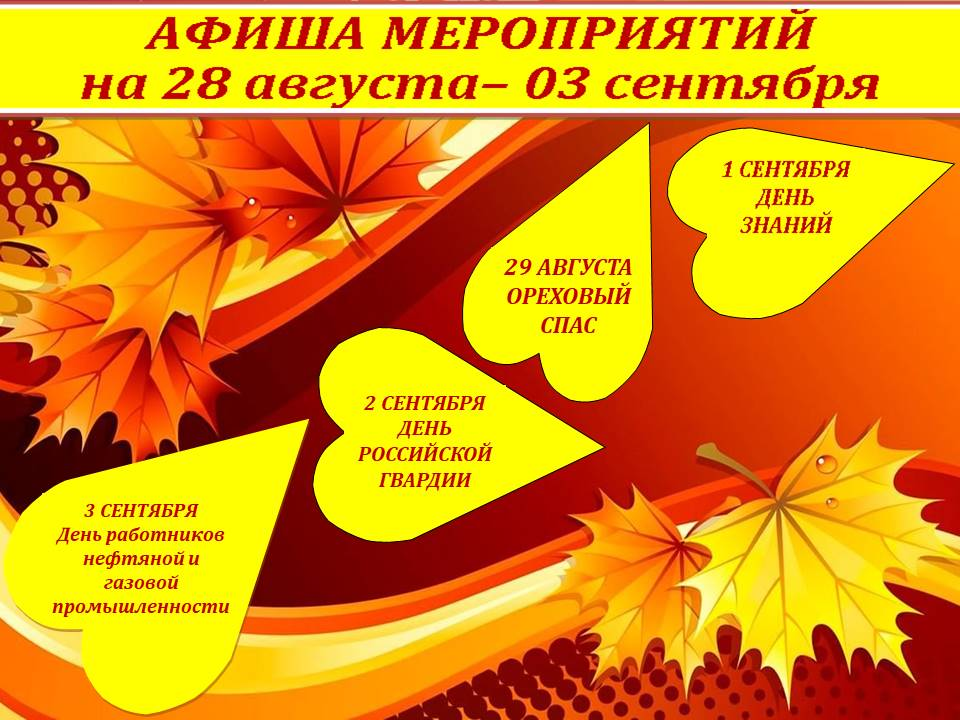 АФИША МЕРОПРИЯТИЙ
на 28 августа– 03 сентября
1 СЕНТЯБРЯ
ДЕНЬ
ЗНАНИЙ
29 АВГУСТА
ОРЕХОВЫЙ
СПАС
2 СЕНТЯБРЯ
ДЕНЬ
РОССИЙСКОЙ
ГВАРДИИ
3 СЕНТЯБРЯ
День работников
нефтяной и
газовой
промышленности